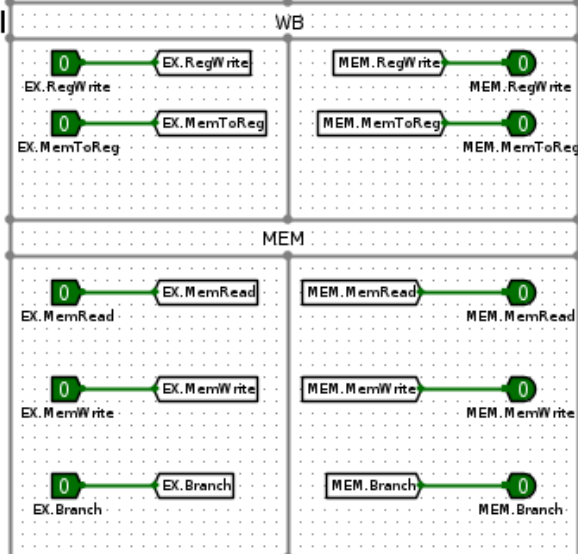 WB
0 EX.RegWrite MEM.RegWrite 0
EX.RegWrite MEM.RegWrite
0 EX.MemToReg MEM.MemToReg 0
EX.MemToReg MEM.MemToReg
MEM
0 EX.MemRead MEM.MemRead 0
EX.MemRead MEM.MemRead
0 EX.MemWrite MEM.MemWrite 0
EX.MemWrite MEM.MemWrite
0 EX.Branch MEM.Branch 0
EX.Branch MEM.Branch